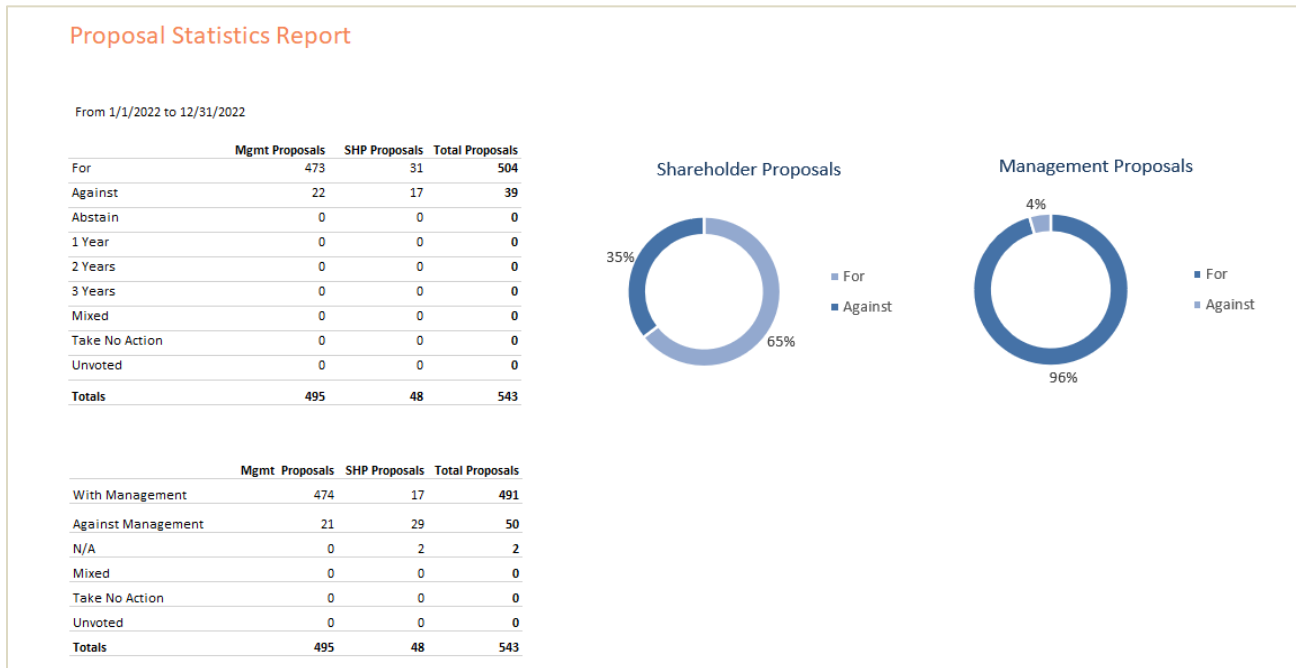 Proposal Statistics Report
From 1/1/2022 to 12/31/2022
Mgmt Proposals SHP Proposals Total Proposals
For 473 31 504
Against 22 17 39
Abstain 0 0 0
1 Year 0 0 0
2 Years 0 0 0
3 Years 0 0 0
Mixed 0 0 0
Take No Action 0 0 0
Unvoted 0 0 0
Totals 495 48 543
Shareholder Proposals
35%
65%
For
Against
Management Proposals
4%
96%
For
Against
Mgmt Proposals SHP Proposals Total Proposals
With Management 474 17 491
Against Management 21 29 50
N/A 0 2 2
Mixed 0 0 0
Take No Action 0 0 0
Unvoted 0 0 0
Totals 495 48 543